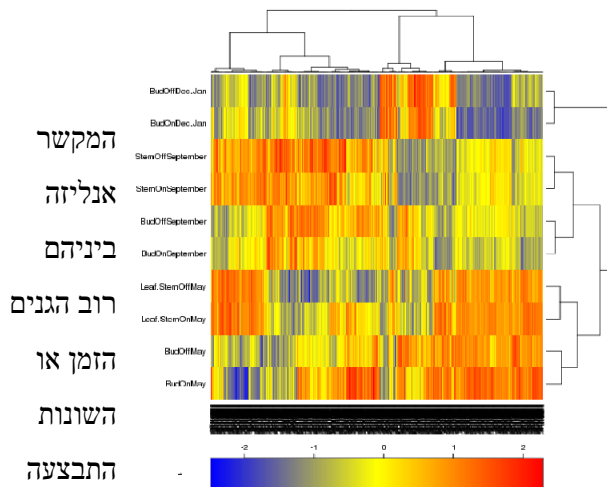 BudOffDec.Jan
BudOnDec.Jan
המקשר
StemOffSeptember
אנליזה
StemOnSeptember
BudOffSeptember
ביניהם
BudOnSeptember
Leaf.StemOffMay
רוב הגנים
Leaf.StemOnMay
הזמן או
BudOffMay
BudOnMay
השונות
-2 -1 0 1 2
התבצעה